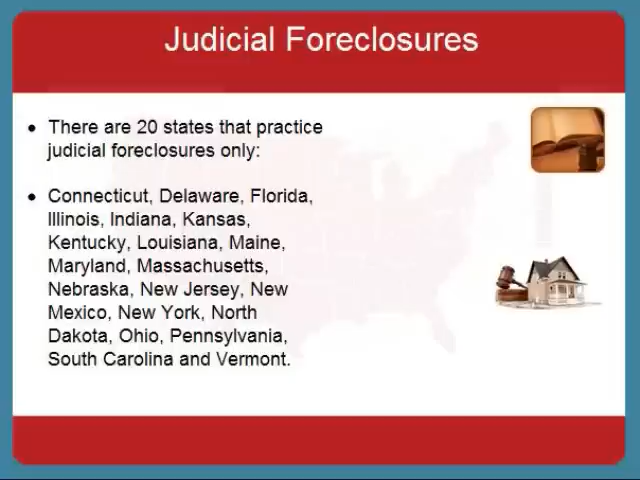 Judicial Foreclosures
• There are 20 states that practice
judicial foreclosures only:
• Connecticut, Delaware, Florida,
Illinois, Indiana, Kansas,
Kentucky, Louisiana, Maine,
Maryland, Massachusetts,
Nebraska, New Jersey, New
Mexico, New York, North
Dakota, Ohio, Pennsylvania,
South Carolina and Vermont.